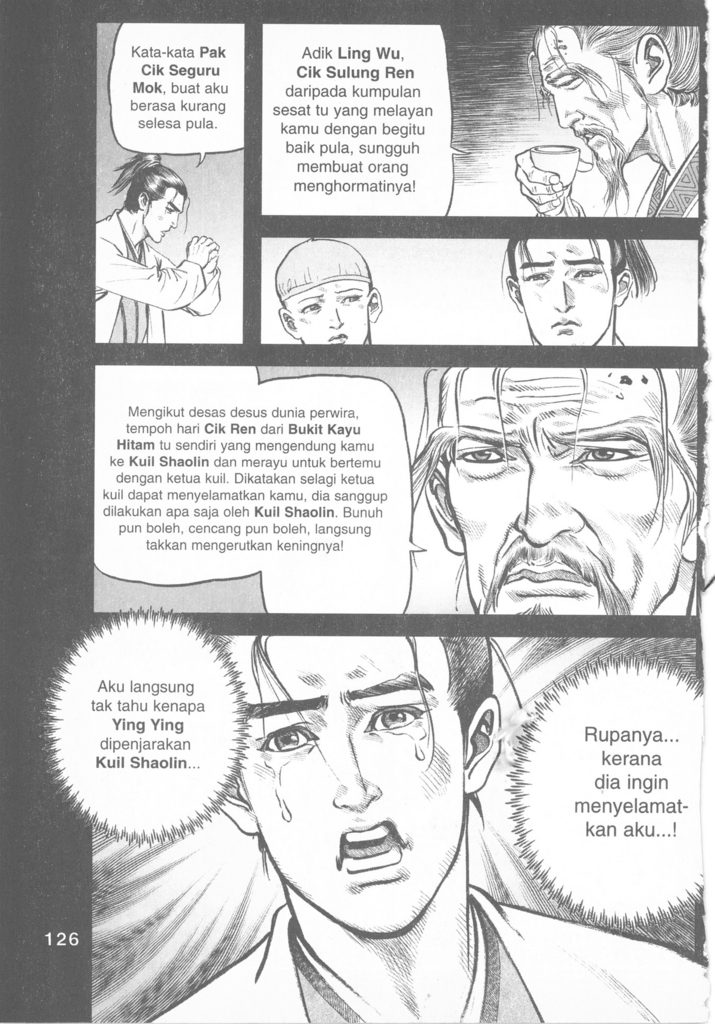 Kata-kata Pak
Cik Seguru
Mok, buat aku
berasa kurang
selesa pula.
Adik Ling Wu,
Cik Sulung Ren
daripada kumpulan
sesat tu yang melayan
kamu dengan begitu
baik pula, sungguh
membuat orang
menghormatinya!
Mengikut desas desus dunia perwira,
tempoh hari Cik Ren dari Bukit Kayu
Hitam tu sendiri yang mengendung kamu
ke Kuil Shaolin dan merayu untuk bertemu
dengan ketua kuil. Dikatakan selagi ketua
kuil dapat menyelamatkan kamu, dia sanggup
dilakukan apa saja oleh Kuil Shaolin. Bunuh
pun boleh, cencang pun boleh, langsung
takkan mengerutkan keningnya!
Aku langsung
tak tahu kenapa
Ying Ying
dipenjarakan
Kuil Shaolin...
Rupanya...
kerana
dia ingin
menyelamat-
kan aku...!
126